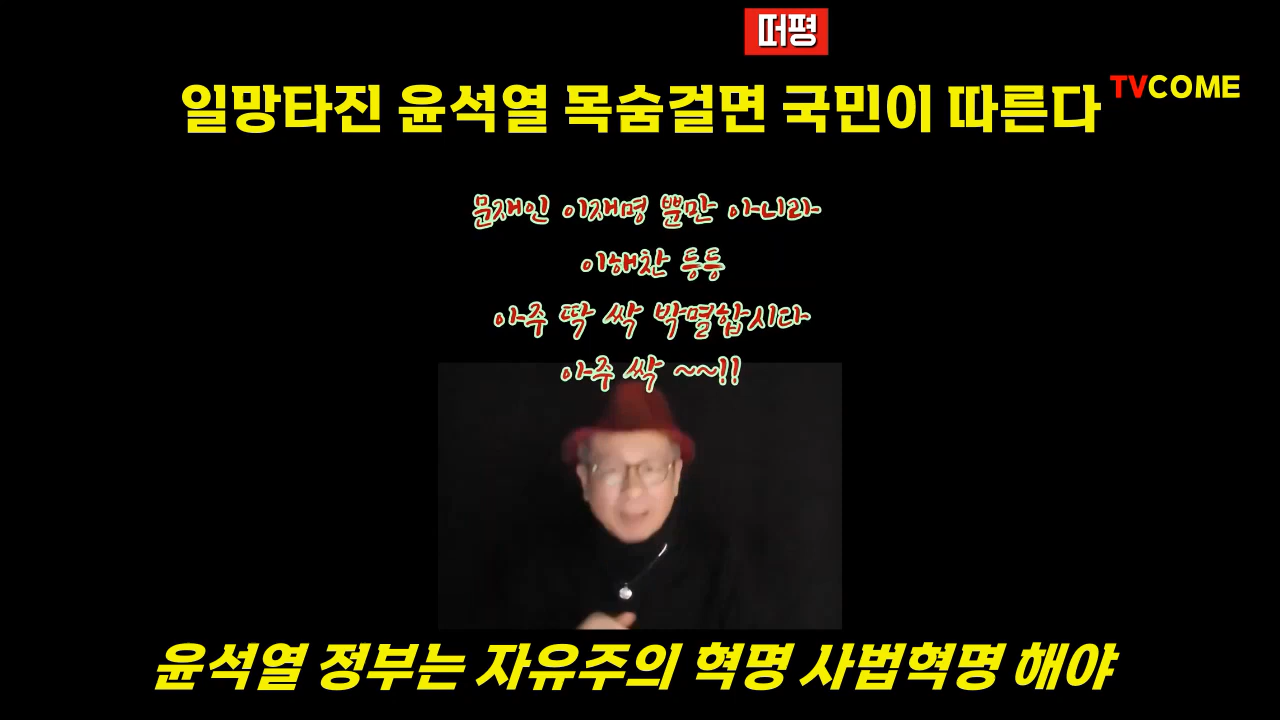 떠평
TVCOME
일망타진 윤석열 목숨걸면 국민이 따른다
문재인 이재명 뿐만 아니라
이해찬 등등
아주 딱 싹 박멸합시다
아주 싹 ~~!!
윤석열 정부는 자유주의 혁명 사법혁명 해야